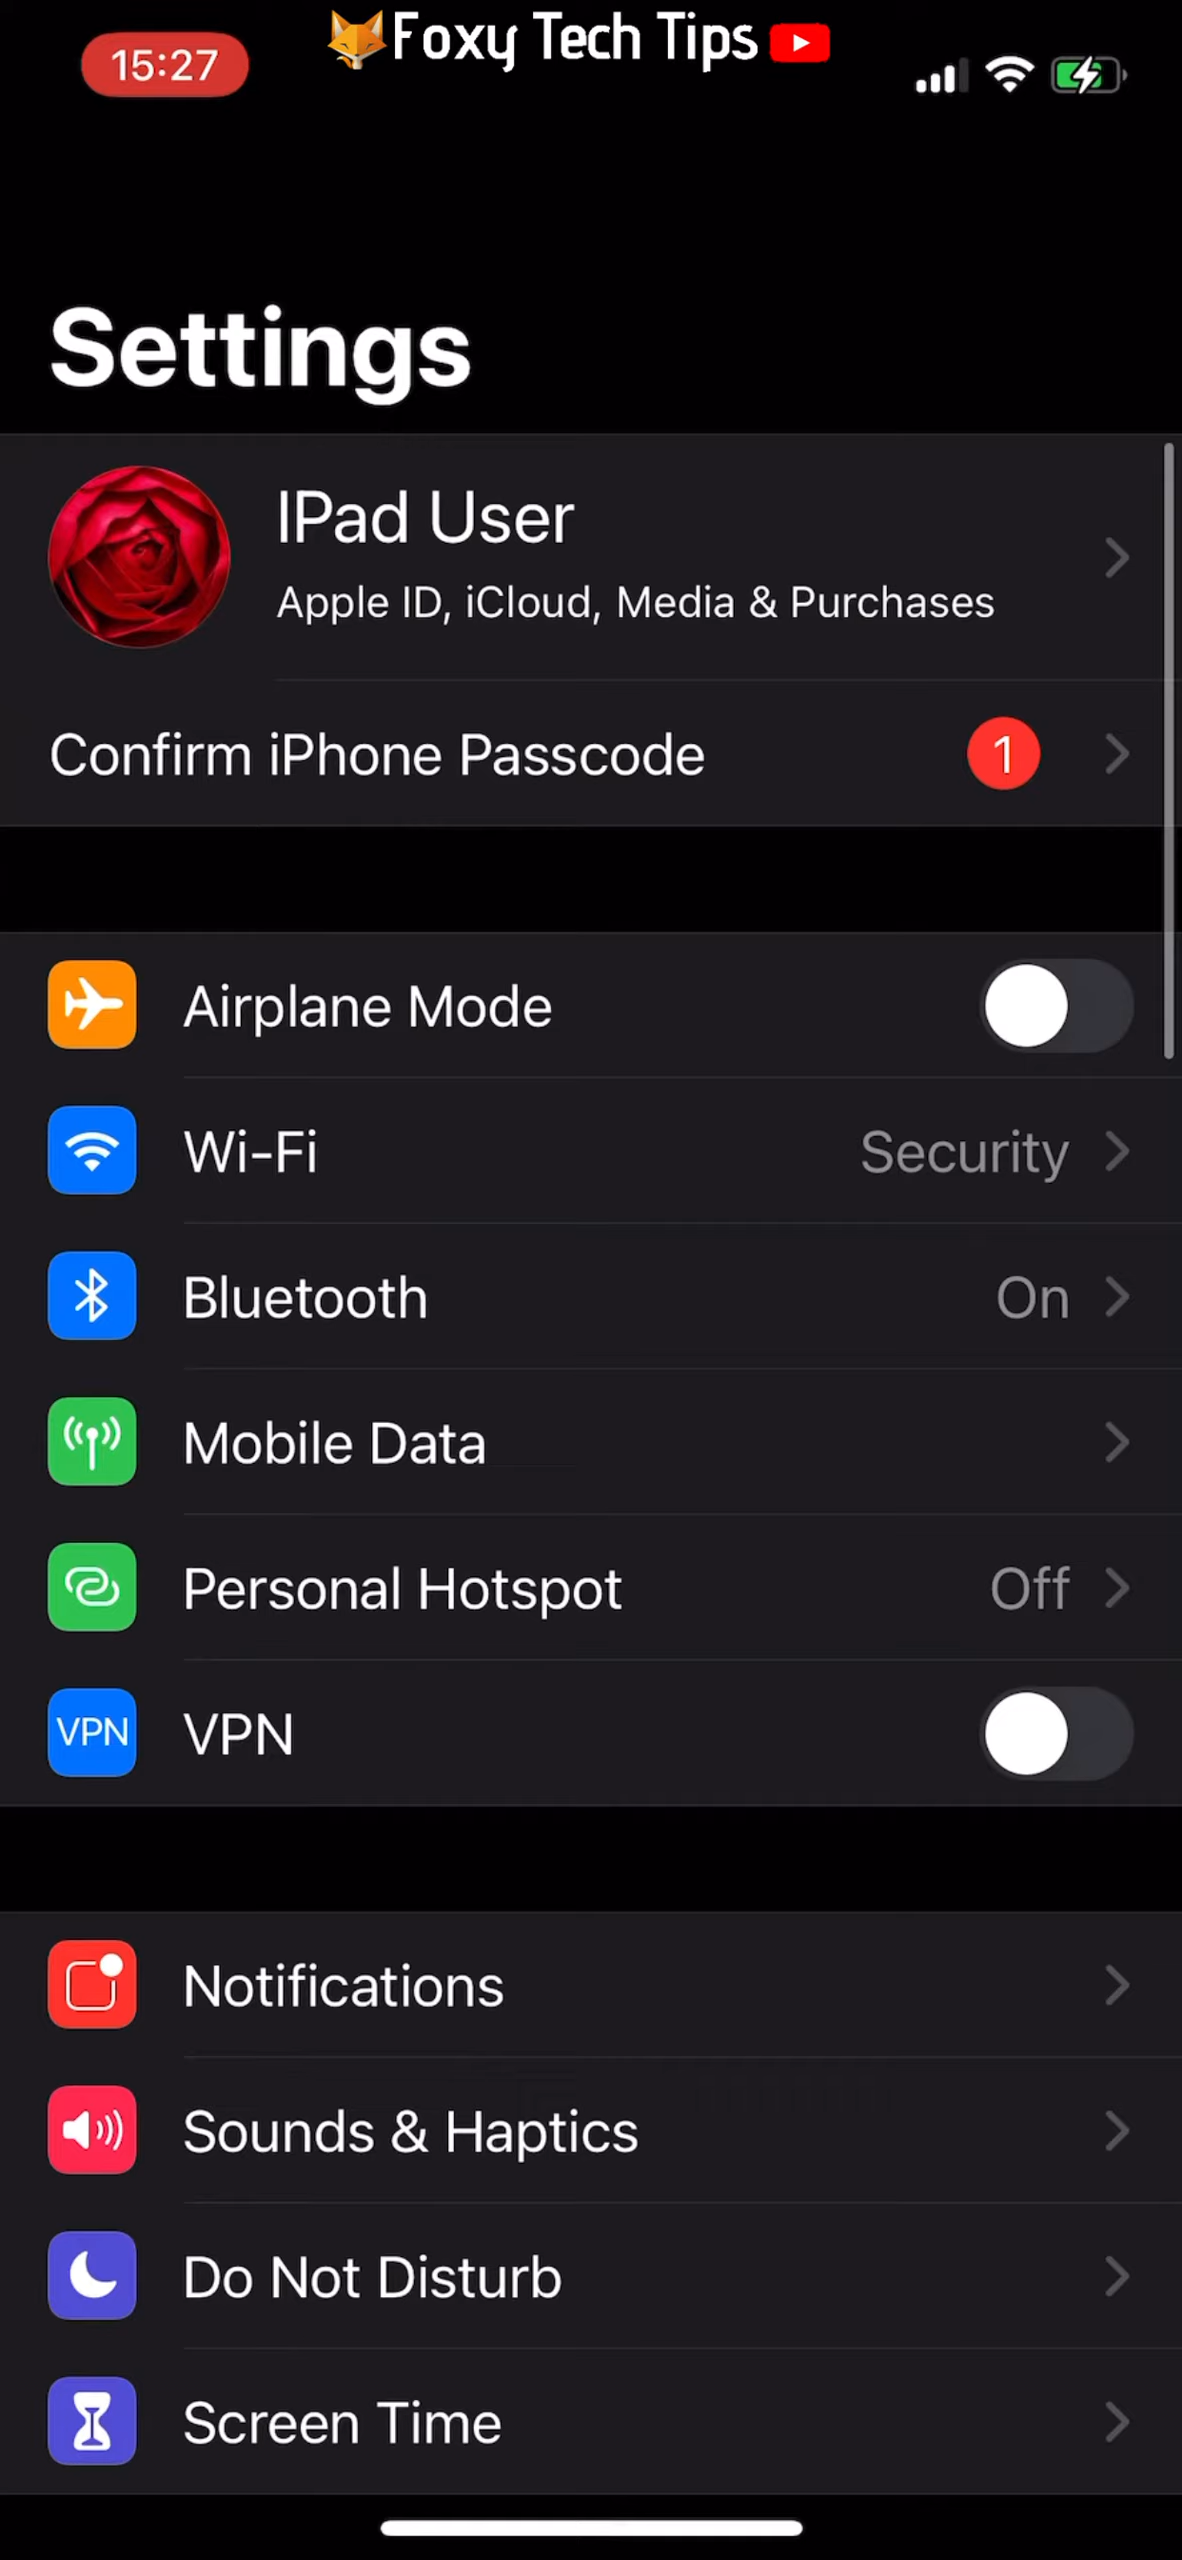 15:27
Foxy Tech Tips
Settings
IPad User
Apple ID, iCloud, Media & Purchases
Confirm iPhone Passcode 1
Airplane Mode
Wi-Fi Security
Bluetooth On
Mobile Data
Personal Hotspot Off
VPN VPN
Notifications
Sounds & Haptics
Do Not Disturb
Screen Time